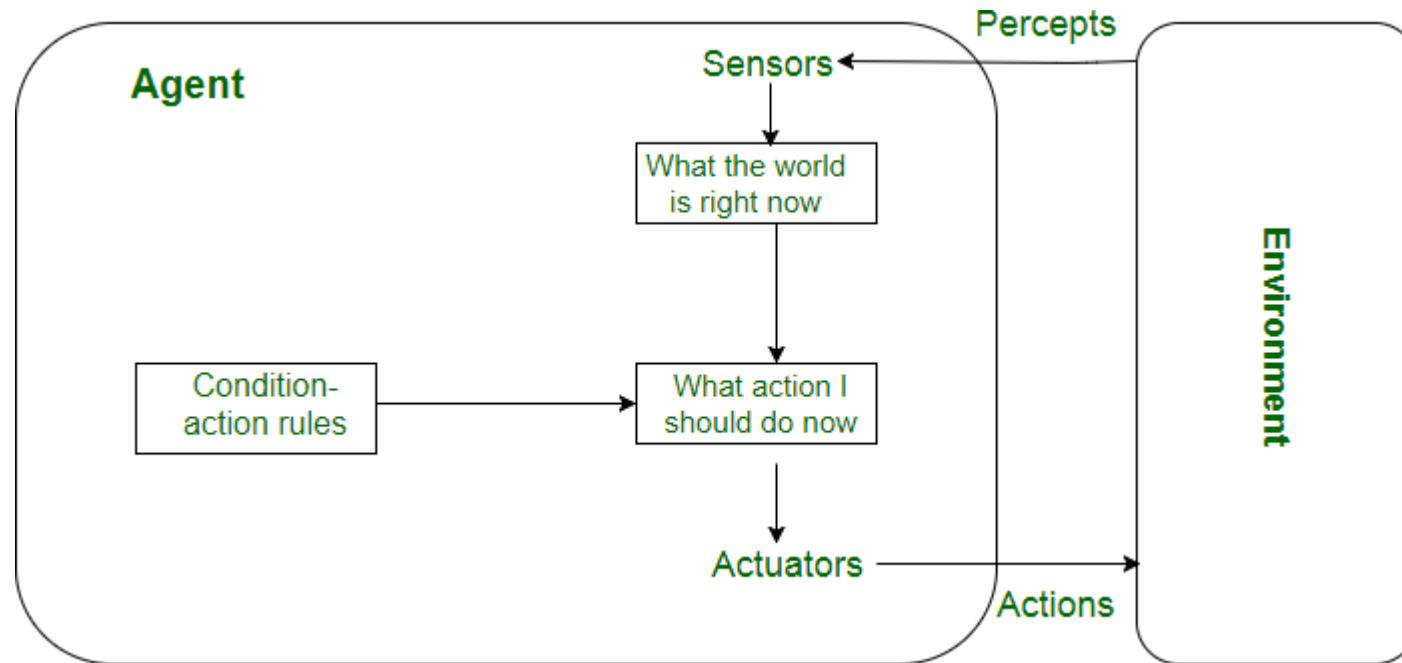 Percepts
Sensors
Agent
What the world
is right now
Environment
Condition-
action rules
What action I
should do now
Actuators
Actions